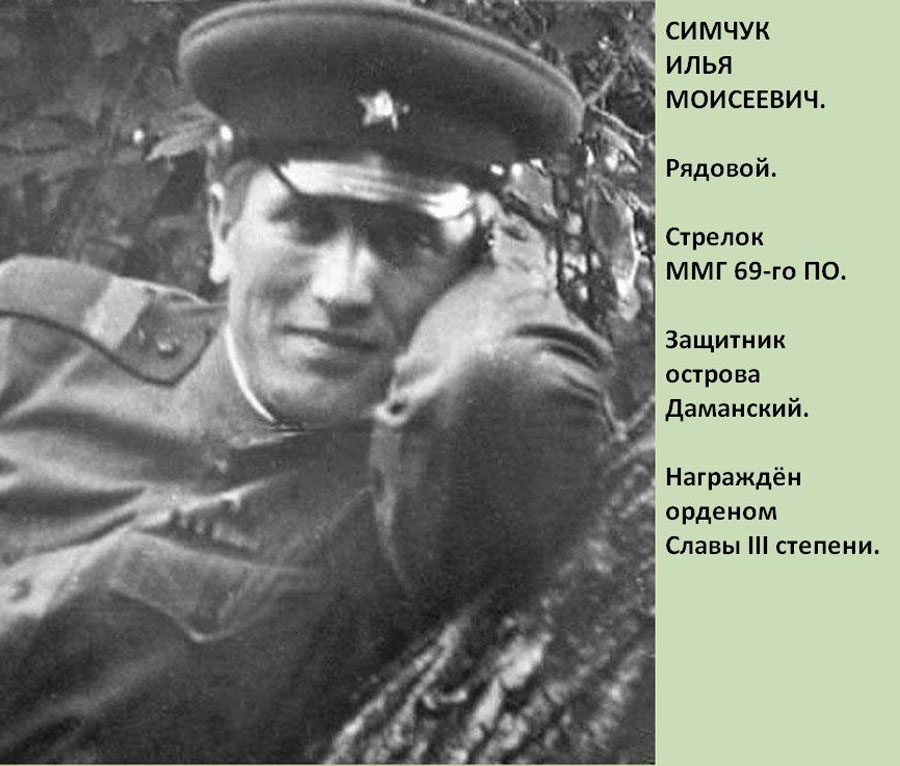 СИМЧУК
ИЛЬЯ
МОИСЕЕВИЧ.
Рядовой.
Стрелок
ММГ 69-го ПО.
Защитник
острова
Даманский.
Награждён
орденом
Славы III степени.